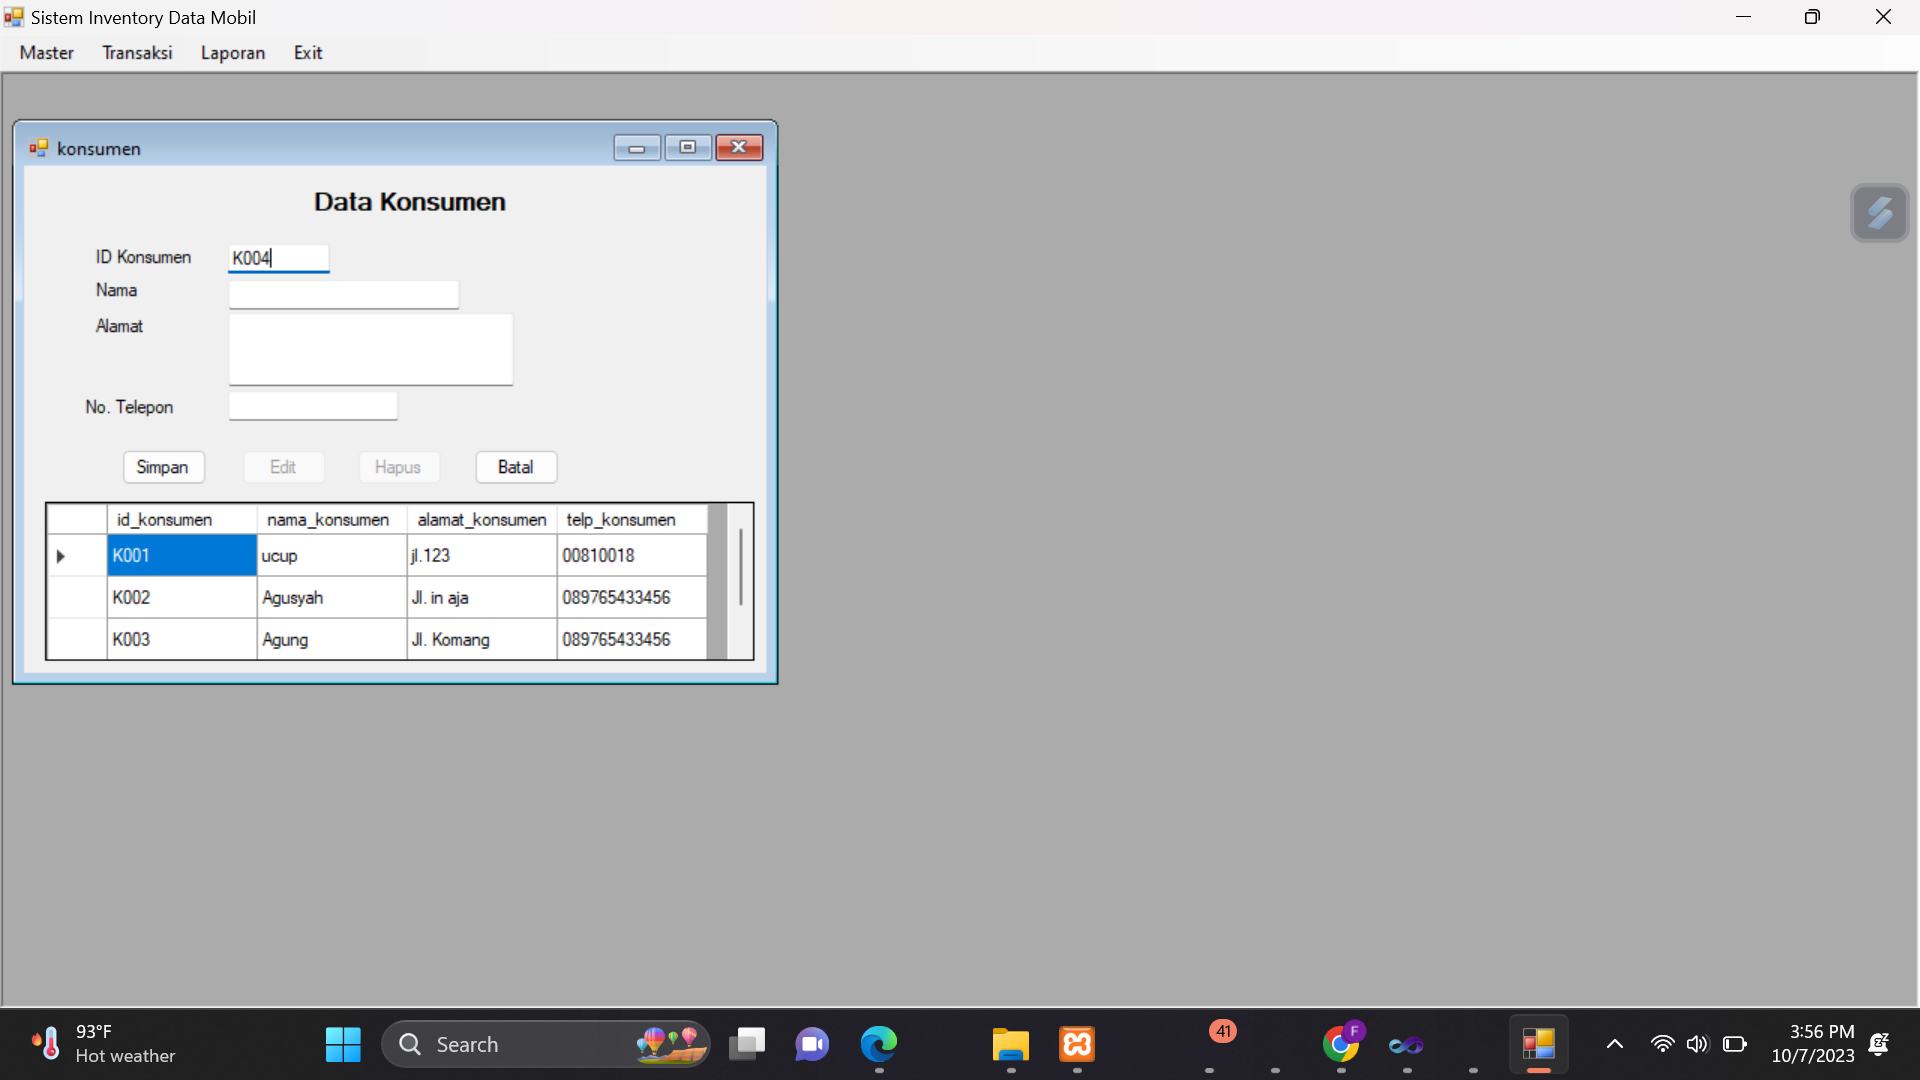 Sistem Inventory Data Mobil
Master Transaksi Laporan Exit
konsumen
Data Konsumen
ID Konsumen K004
Nama
Alamat
No. Telepon
Simpan Edit Hapus Batal
id_konsumen nama_konsumen alamat_konsumen telp_konsumen
K001 ucup jl.123 00810018
K002 Agusyah Jl. in aja 089765433456
K003 Agung Jl. Komang 089765433456
93°F
Hot weather
Search
41
F
3:56 PM
10/7/2023